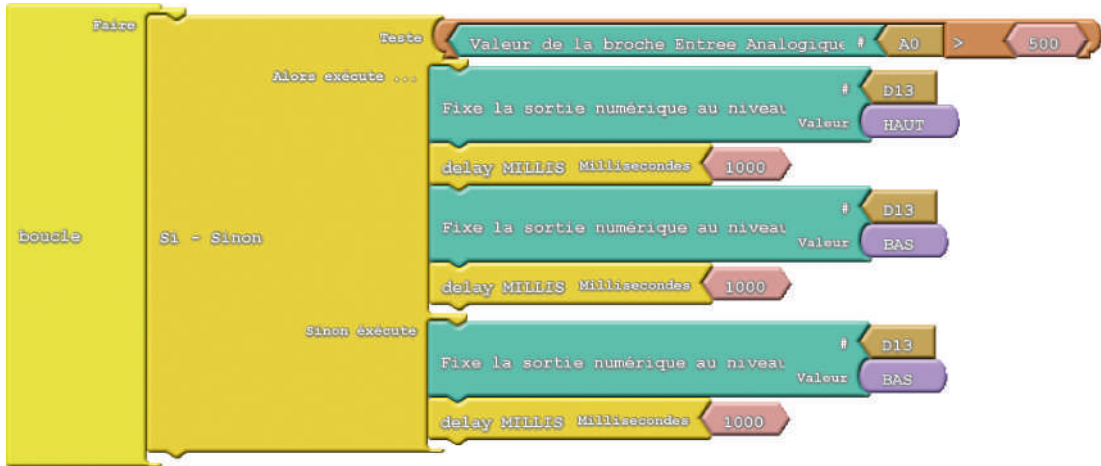 Faire
Teste
Valeur de la broche Entree Analogique # A0 > 500
Alors exécute ...
#
D13
Fixe la sortie numérique au niveau
Valeur
HAUT
delay MILLIS Millisecondes 1000
#
D13
boucle
Si - Sinon
Fixe la sortie numérique au niveau
Valeur
BAS
delay MILLIS Millisecondes 1000
Sinon éxécute
#
D13
Fixe la sortie numérique au niveau
Valeur
BAS
delay MILLIS Millisecondes 1000